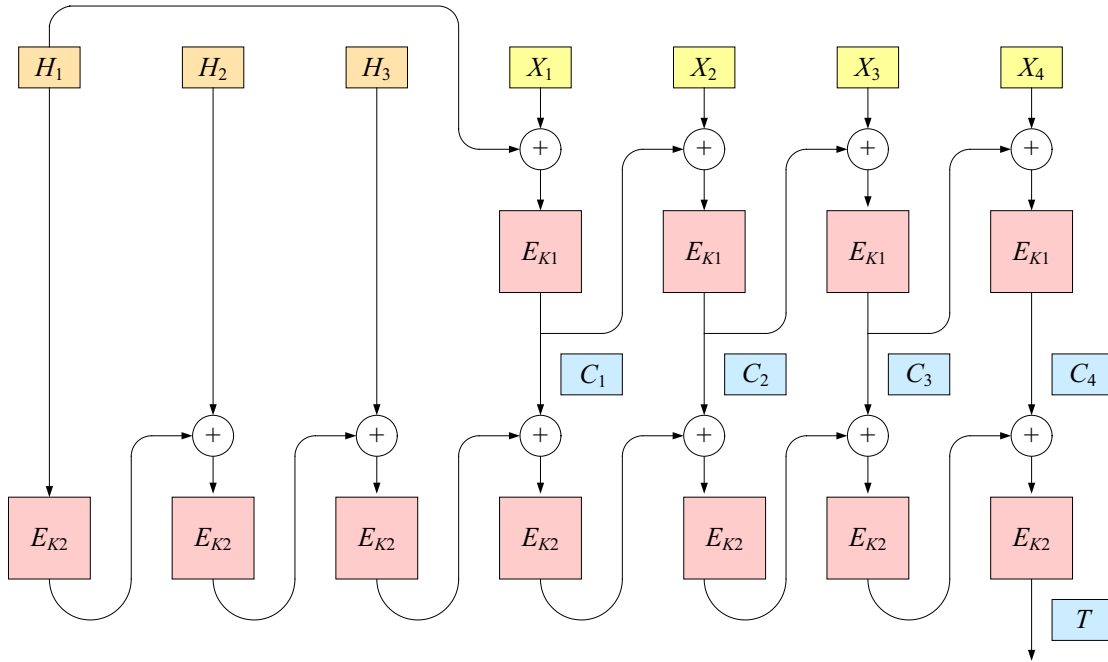 H1 H2 H3 X1 X2 X3 X4
+ + + +
EK1 EK1 EK1 EK1
C1 C2 C3 C4
+ + + + + +
EK2 EK2 EK2 EK2 EK2 EK2 EK2
T